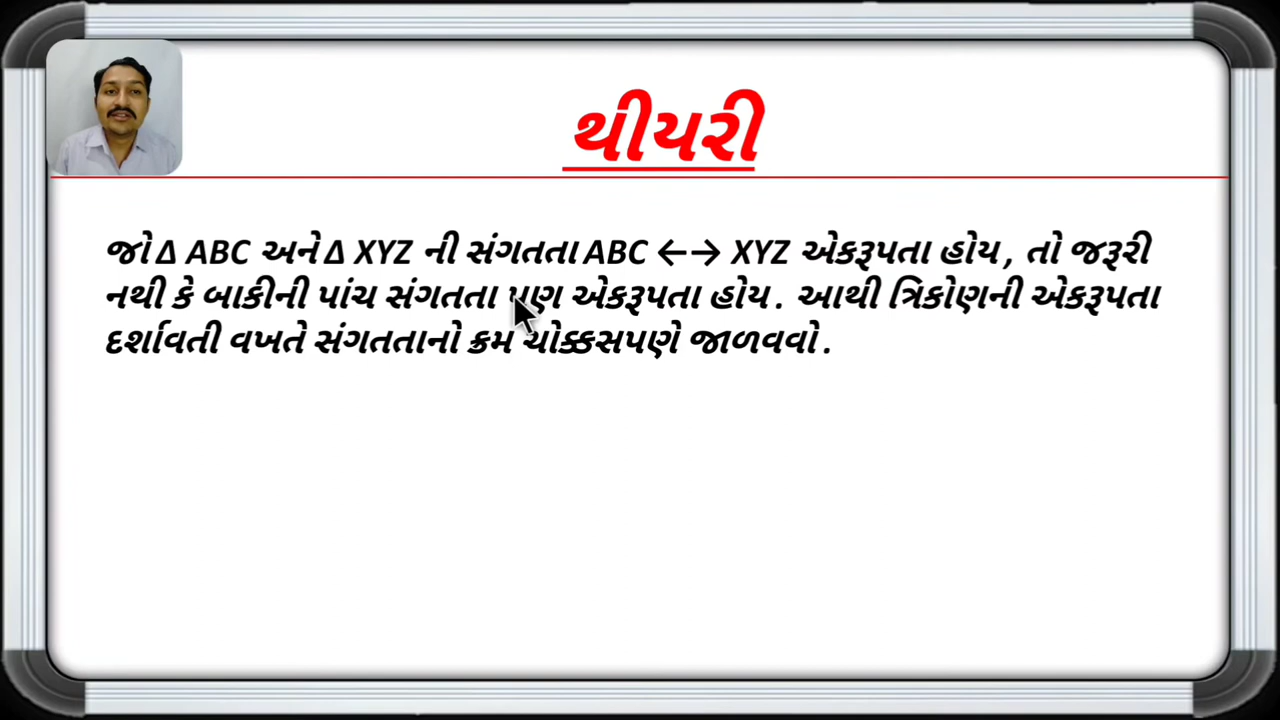 થીયરી
જો Δ ABC અને Δ XYZ ની સંગતતા ABC ←→ XYZ એકરૂપતા હોય , તો જરૂરી
નથી કે બાકીની પાંચ સંગતતા પણ એકરૂપતા હોય . આથી ત્રિકોણની એકરૂપતા
દર્શાવતી વખતે સંગતતાનો ક્રમ ચોક્કસપણે જાળવવો .